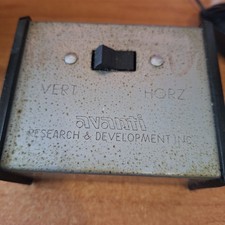 VERT HORZ
avanti
RESEARCH & DEVELOPMENT INC